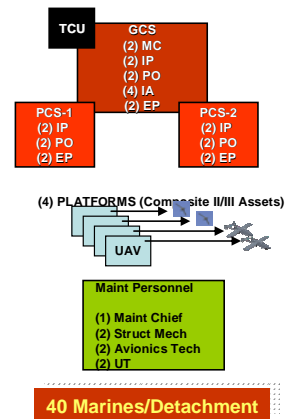 TCU
GCS
(2) MC
(2) IP
(2) PO
(4) IA
(2) EP
PCS-1
(2) IP
(2) PO
(2) EP
PCS-2
(2) IP
(2) PO
(2) EP
(4) PLATFORMS (Composite II/III Assets)
UAV
Maint Personnel
(1) Maint Chief
(2) Struct Mech
(2) Avionics Tech
(2) UT
40 Marines/Detachment